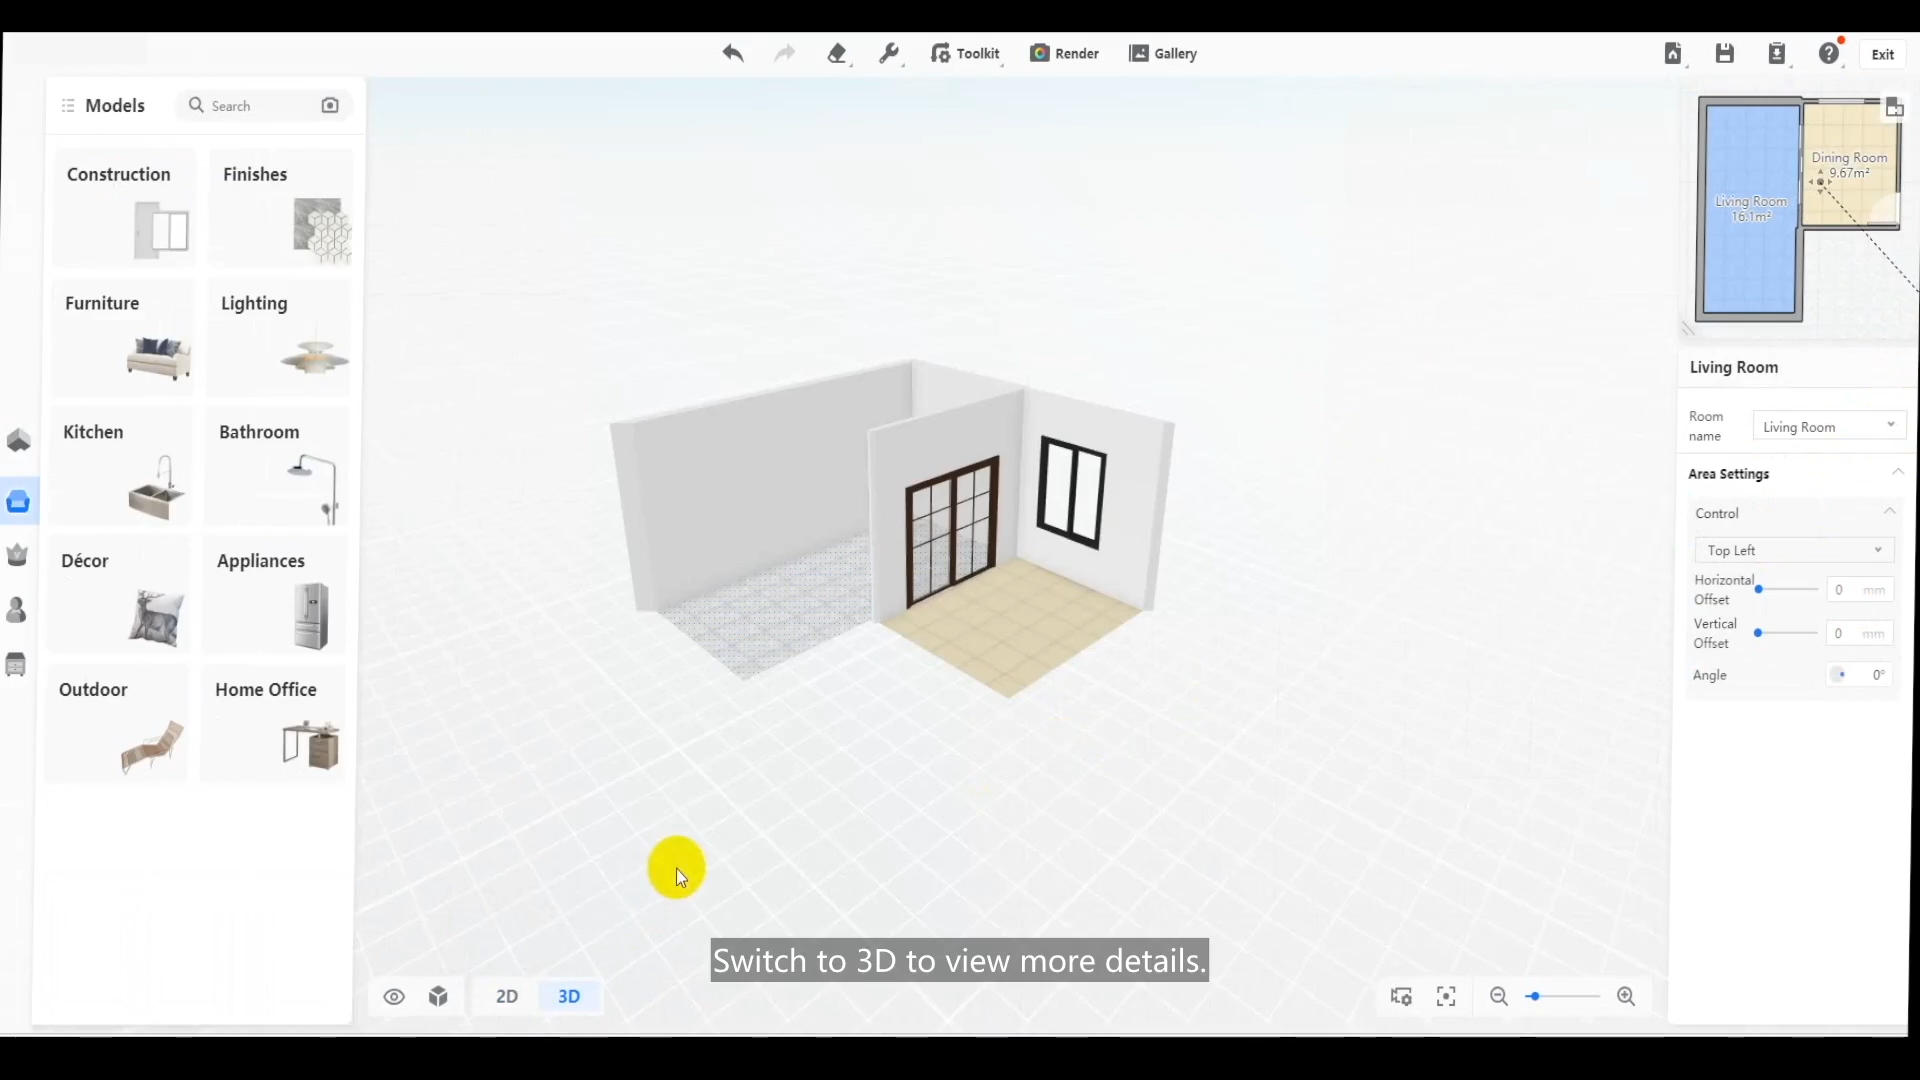 Toolkit
Render
Gallery
Exit
Models
Search
Construction
Finishes
Furniture
Lighting
Kitchen
Bathroom
Décor
Appliances
Outdoor
Home Office
Dining Room
9.67m²
Living Room
16.1m²
Living Room
Room
name
Living Room
Area Settings
Control
Top Left
Horizontal
Offset
0 mm
Vertical
Offset
0 mm
Angle
0°
Switch to 3D to view more details.
2D
3D